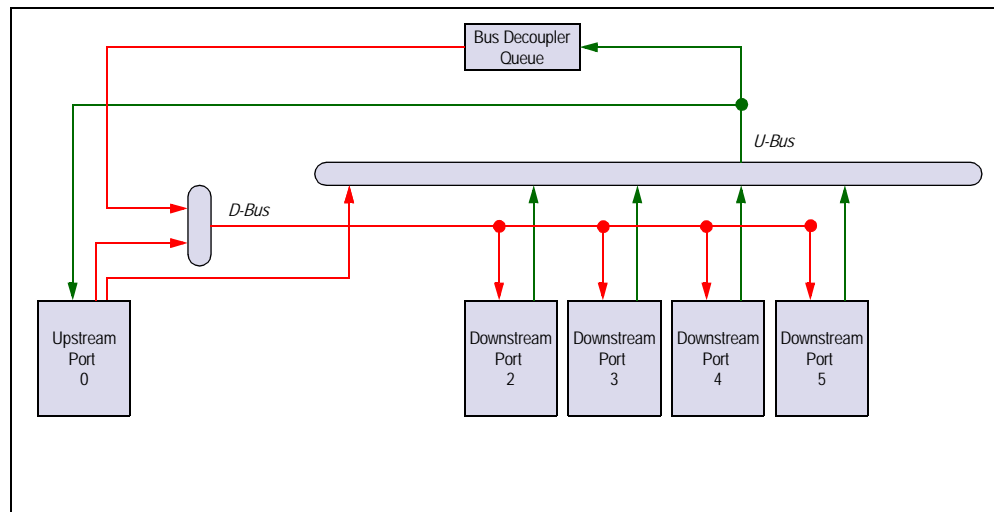 Bus Decoupler
Queue
U-Bus
D-Bus
Upstream
Port
0
Downstream
Port
2
Downstream
Port
3
Downstream
Port
4
Downstream
Port
5